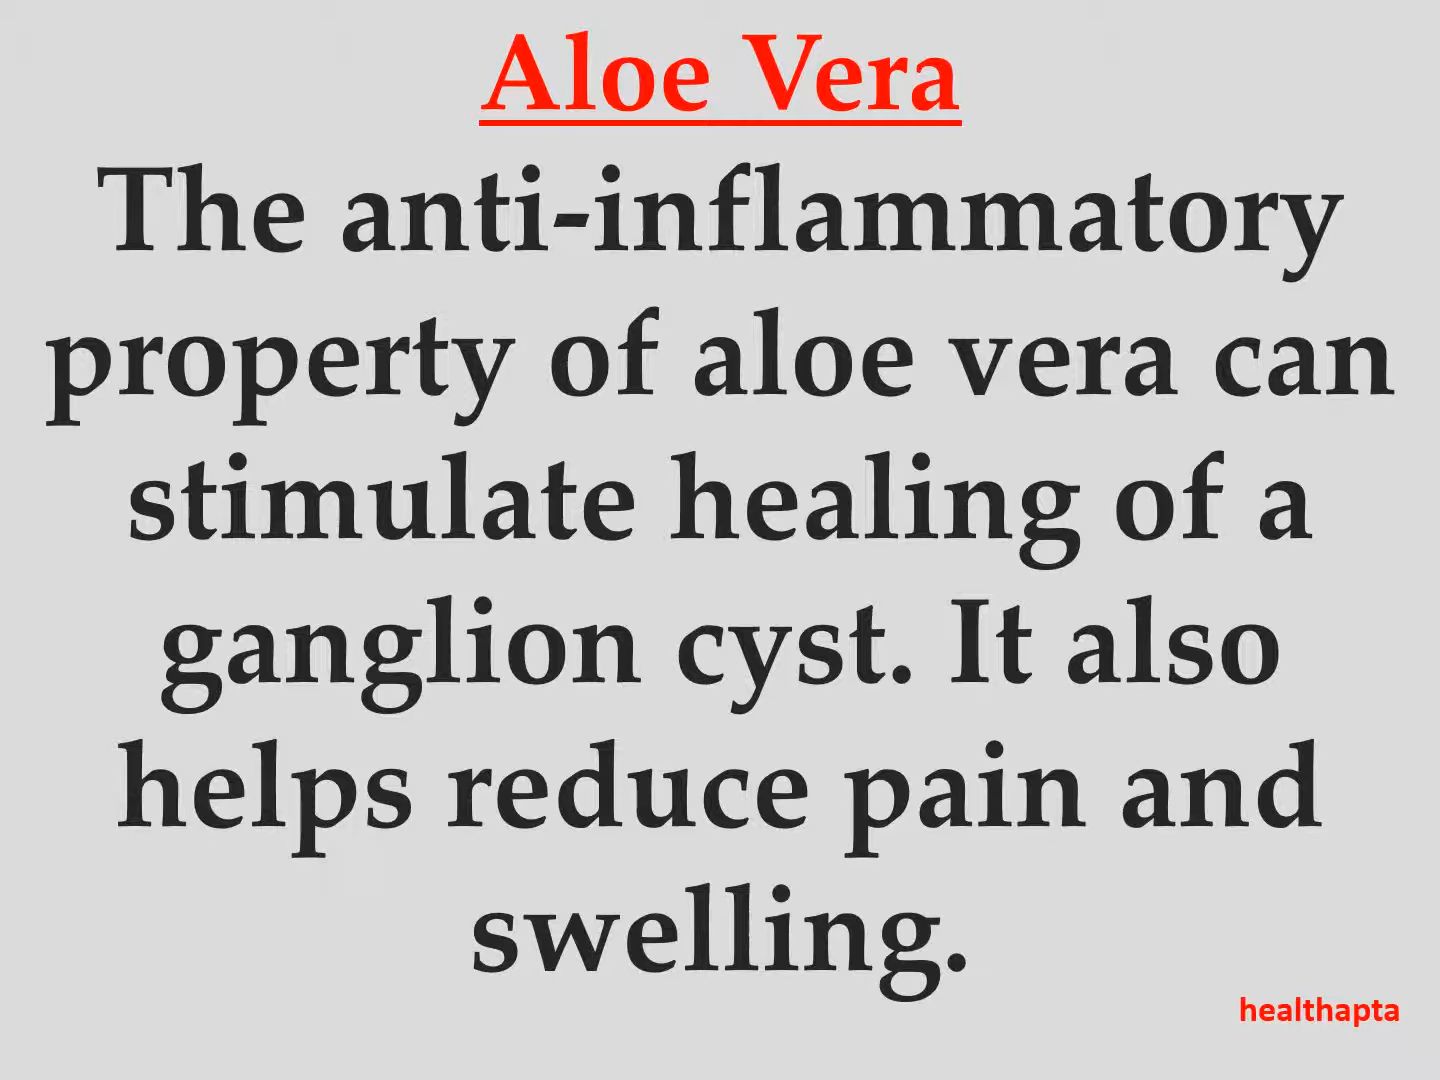 Aloe Vera
The anti-inflammatory
property of aloe vera can
stimulate healing of a
ganglion cyst. It also
helps reduce pain and
swelling.
healthapta